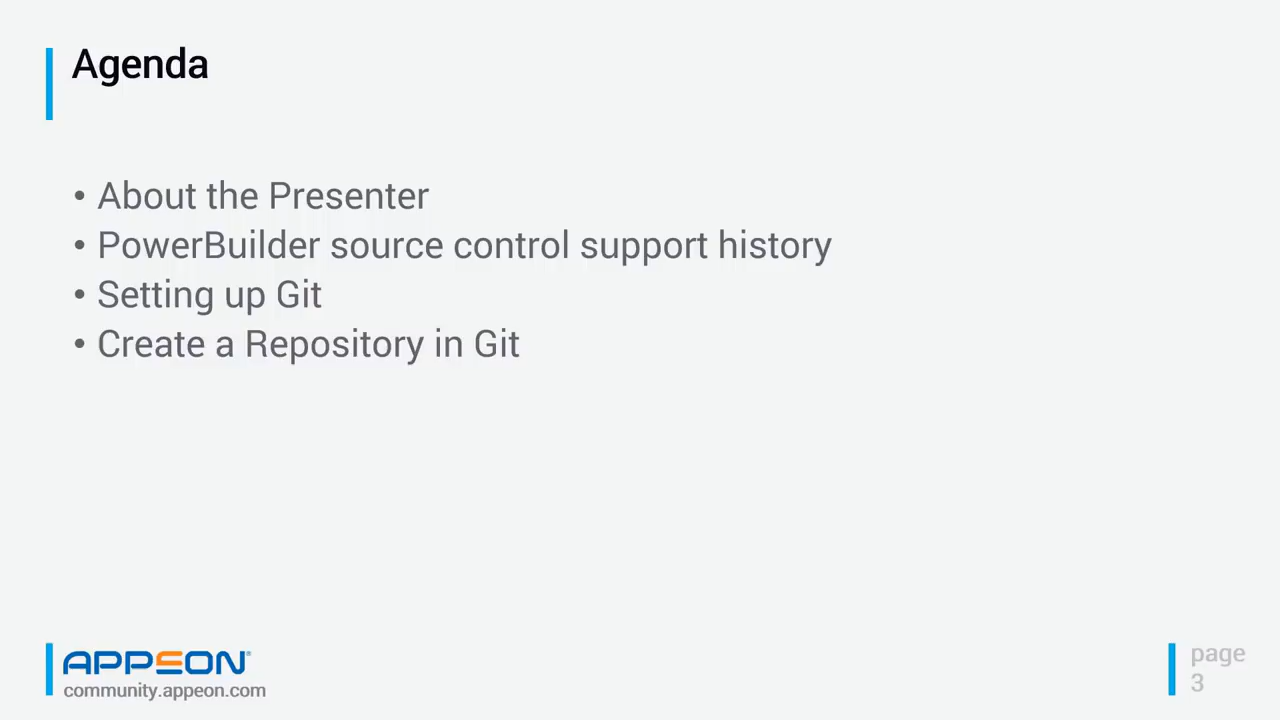 Agenda
• About the Presenter
• PowerBuilder source control support history
• Setting up Git
• Create a Repository in Git
APPEON®
community.appeon.com
page
3